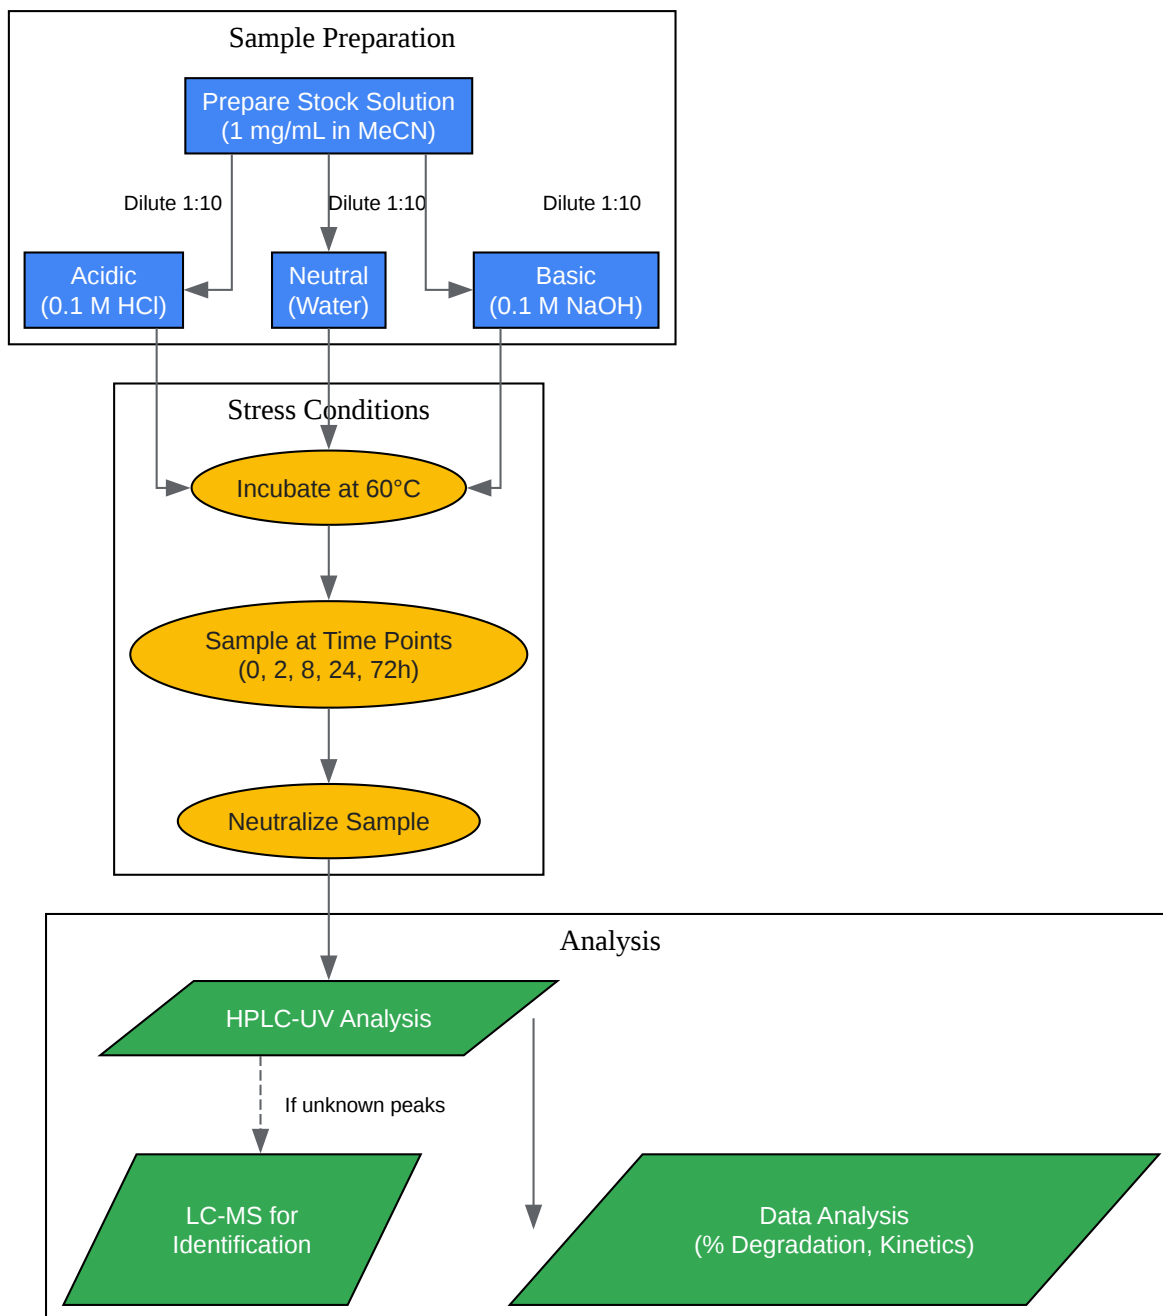 Sample Preparation
Prepare Stock Solution
(1 mg/mL in MeCN)
Dilute 1:10
Dilute 1:10
Dilute 1:10
Acidic
(0.1 M HCl)
Neutral
(Water)
Basic
(0.1 M NaOH)
Stress Conditions
Incubate at 60°C
Sample at Time Points
(0, 2, 8, 24, 72h)
Neutralize Sample
Analysis
HPLC-UV Analysis
If unknown peaks
LC-MS for
Identification
Data Analysis
(% Degradation, Kinetics)